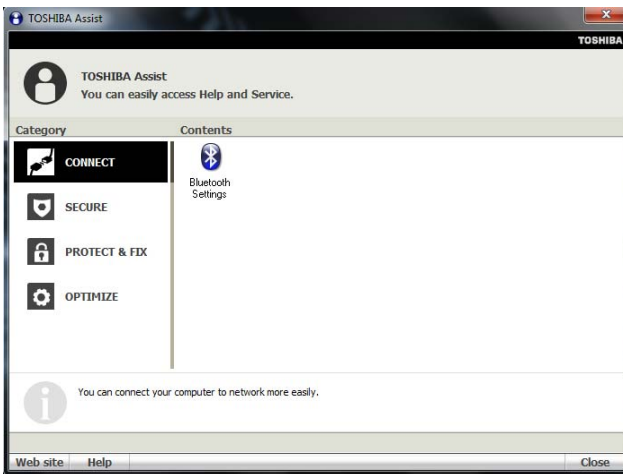 TOSHIBA Assist
TOSHIBA
TOSHIBA Assist
You can easily access Help and Service.
Category
Contents
CONNECT
SECURE
PROTECT & FIX
OPTIMIZE
Bluetooth
Settings
You can connect your computer to network more easily.
Web site
Help
Close